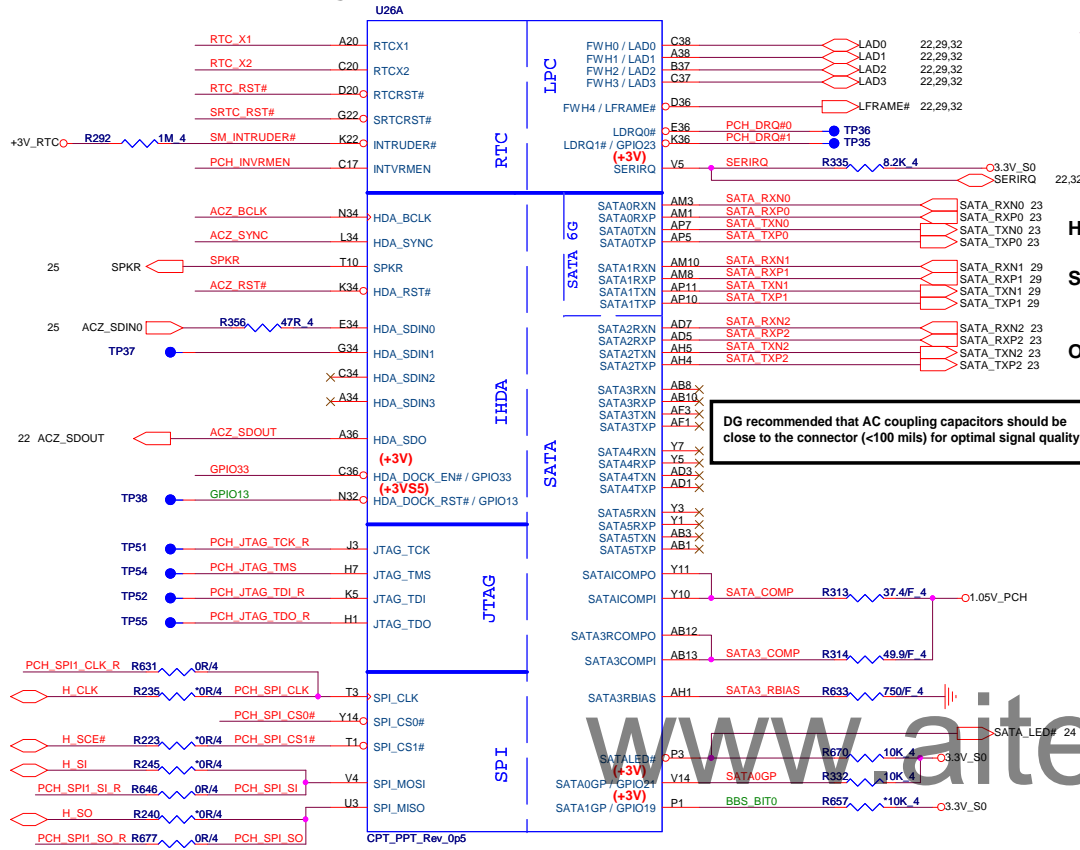 U26A
RTC_X1 A20 RTCX1
RTC_X2 C20 RTCX2
RTC_RST# D20 RTCRST#
SRTC_RST# G22 SRTCRST#
+3V_RTC R292 1M_4 SM_INTRUDER# K22 INTRUDER#
PCH_INVRMEN C17 INTVRMEN
RTC
LPC
FWH0 / LAD0 C38 LAD0 22,29,32
FWH1 / LAD1 A38 LAD1 22,29,32
FWH2 / LAD2 B37 LAD2 22,29,32
FWH3 / LAD3 C37 LAD3 22,29,32
FWH4 / LFRAME# D36 LFRAME# 22,29,32
LDRQ0# E36 PCH_DRQ#0 TP36
LDRQ1# / GPIO23 K36 PCH_DRQ#1 TP35
(+3V)
SERIRQ V5 SERIRQ R335 8.2K_4 3.3V_S0
SERIRQ 22,32
ACZ_BCLK N34 HDA_BCLK
ACZ_SYNC L34 HDA_SYNC
25 SPKR SPKR T10 SPKR
ACZ_RST# K34 HDA_RST#
25 ACZ_SDIN0 R356 47R_4 E34 HDA_SDIN0
TP37 G34 HDA_SDIN1
C34 HDA_SDIN2
A34 HDA_SDIN3
22 ACZ_SDOUT ACZ_SDOUT A36 HDA_SDO
(+3V)
GPIO33 C36 HDA_DOCK_EN# / GPIO33
(+3VS5)
TP38 GPIO13 N32 HDA_DOCK_RST# / GPIO13
IHDA
SATA 6G
SATA
SATA0RXN AM3 SATA_RXN0 SATA_RXN0 23
SATA0RXP AM1 SATA_RXP0 SATA_RXP0 23
SATA0TXN AP7 SATA_TXN0 SATA_TXN0 23
SATA0TXP AP5 SATA_TXP0 SATA_TXP0 23
H
SATA1RXN AM10 SATA_RXN1 SATA_RXN1 29
SATA1RXP AM8 SATA_RXP1 SATA_RXP1 29
SATA1TXN AP11 SATA_TXN1 SATA_TXN1 29
SATA1TXP AP10 SATA_TXP1 SATA_TXP1 29
S
SATA2RXN AD7 SATA_RXN2 SATA_RXN2 23
SATA2RXP AD5 SATA_RXP2 SATA_RXP2 23
SATA2TXN AH5 SATA_TXN2 SATA_TXN2 23
SATA2TXP AH4 SATA_TXP2 SATA_TXP2 23
O
SATA3RXN AB8
SATA3RXP AB10
SATA3TXN AF3
SATA3TXP AF1
DG recommended that AC coupling capacitors should be
close to the connector (<100 mils) for optimal signal quality
SATA4RXN Y7
SATA4RXP Y5
SATA4TXN AD3
SATA4TXP AD1
SATA5RXN Y3
SATA5RXP Y1
SATA5TXN AB3
SATA5TXP AB1
SATAICOMPO Y11
SATAICOMPI Y10 SATA_COMP R313 37.4/F_4 1.05V_PCH
SATA3RCOMPO AB12
SATA3COMPI AB13 SATA3_COMP R314 49.9/F_4
SATA3RBIAS AH1 SATA3_RBIAS R633 750/F_4
SATA_LED# 24
SATALED# P3 R670 10K_4 3.3V_S0
(+3V)
SATA0GP / GPIO21 V14 SATA0GP R332 10K_4
(+3V)
SATA1GP / GPIO19 P1 BBS_BIT0 R657 *10K_4 3.3V_S0
TP51 PCH_JTAG_TCK_R J3 JTAG_TCK
TP54 PCH_JTAG_TMS H7 JTAG_TMS
TP52 PCH_JTAG_TDI_R K5 JTAG_TDI
TP55 PCH_JTAG_TDO_R H1 JTAG_TDO
JTAG
PCH_SPI1_CLK_R R631 0R/4
H_CLK R235 *0R/4 PCH_SPI_CLK T3 SPI_CLK
PCH_SPI_CS0# Y14 SPI_CS0#
H_SCE# R223 *0R/4 PCH_SPI_CS1# T1 SPI_CS1#
H_SI R245 *0R/4
PCH_SPI1_SI_R R646 0R/4 PCH_SPI_SI V4 SPI_MOSI
U3 SPI_MISO
H_SO R240 *0R/4
PCH_SPI1_SO_R R677 0R/4 PCH_SPI_SO
SPI
CPT_PPT_Rev_0p5
www.aite